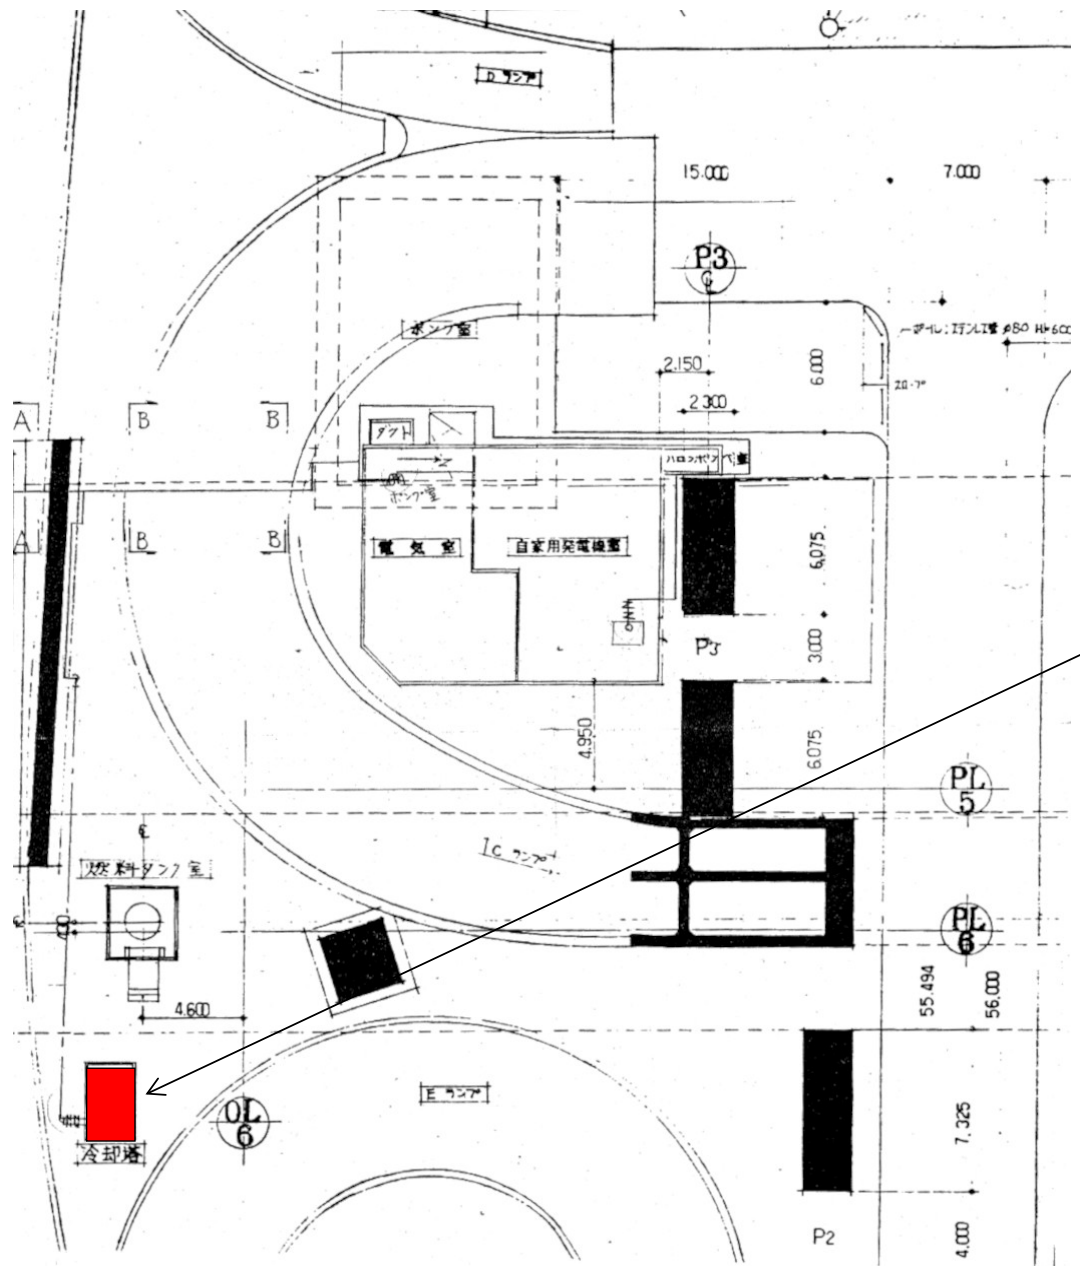 Dランプ
15.000
7.000
P3
℄
ポンプ室
2.150
6.000
2.300
A
B
B
ダクト
ハロンボンベ室
ポンプ室
A
B
B
電気室
自家用発電機室
6,075.
P3
3.000
4.950
6.075
PL
5
Cランプ
℄
燃料タンク室
PL
6
4.600
55.494
56.000
Eランプ
OL
6
冷却塔
7.325
P2
4.000